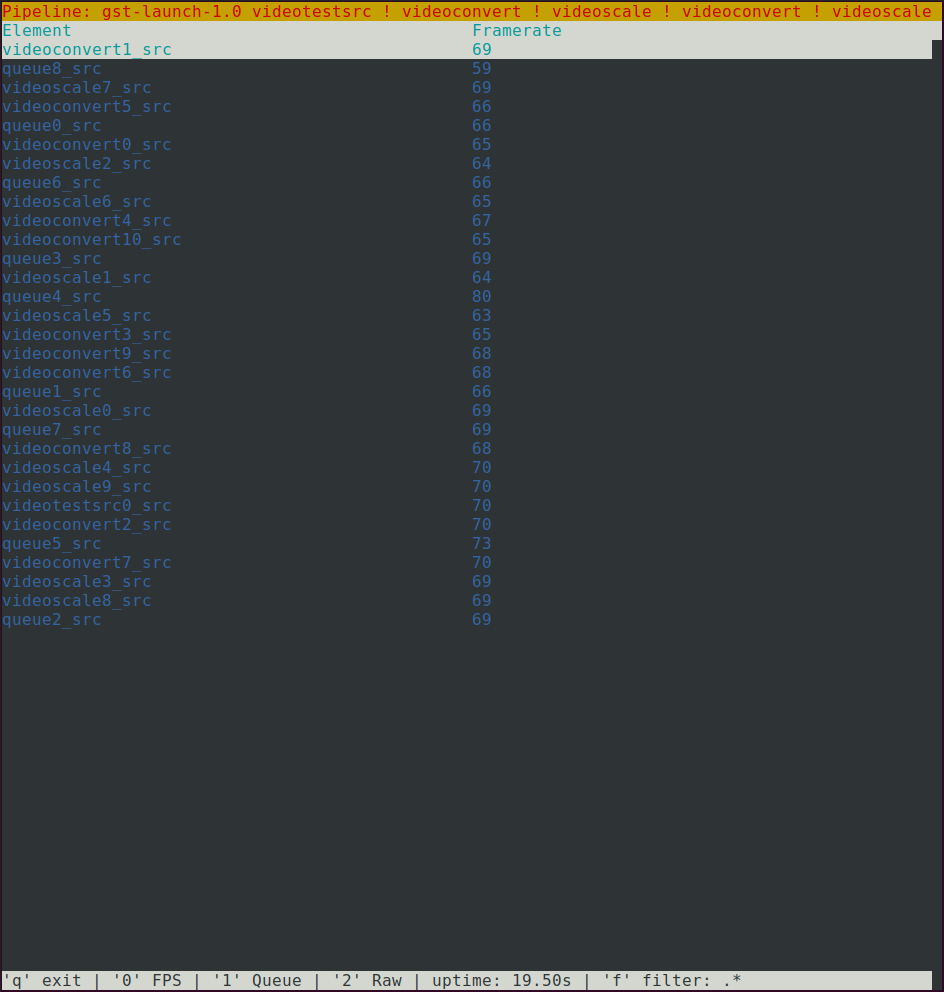 Pipeline: gst-launch-1.0 videotestsrc ! videoconvert ! videoscale ! videoconvert ! videoscale
Element Framerate
videoconvert1_src 69
queue8_src 59
videoscale7_src 69
videoconvert5_src 66
queue0_src 66
videoconvert0_src 65
videoscale2_src 64
queue6_src 66
videoscale6_src 65
videoconvert4_src 67
videoconvert10_src 65
queue3_src 69
videoscale1_src 64
queue4_src 80
videoscale5_src 63
videoconvert3_src 65
videoconvert9_src 68
videoconvert6_src 68
queue1_src 66
videoscale0_src 69
queue7_src 69
videoconvert8_src 68
videoscale4_src 70
videoscale9_src 70
videotestsrc0_src 70
videoconvert2_src 70
queue5_src 73
videoconvert7_src 70
videoscale3_src 69
videoscale8_src 69
queue2_src 69
'q' exit | '0' FPS | '1' Queue | '2' Raw | uptime: 19.50s | 'f' filter: .*